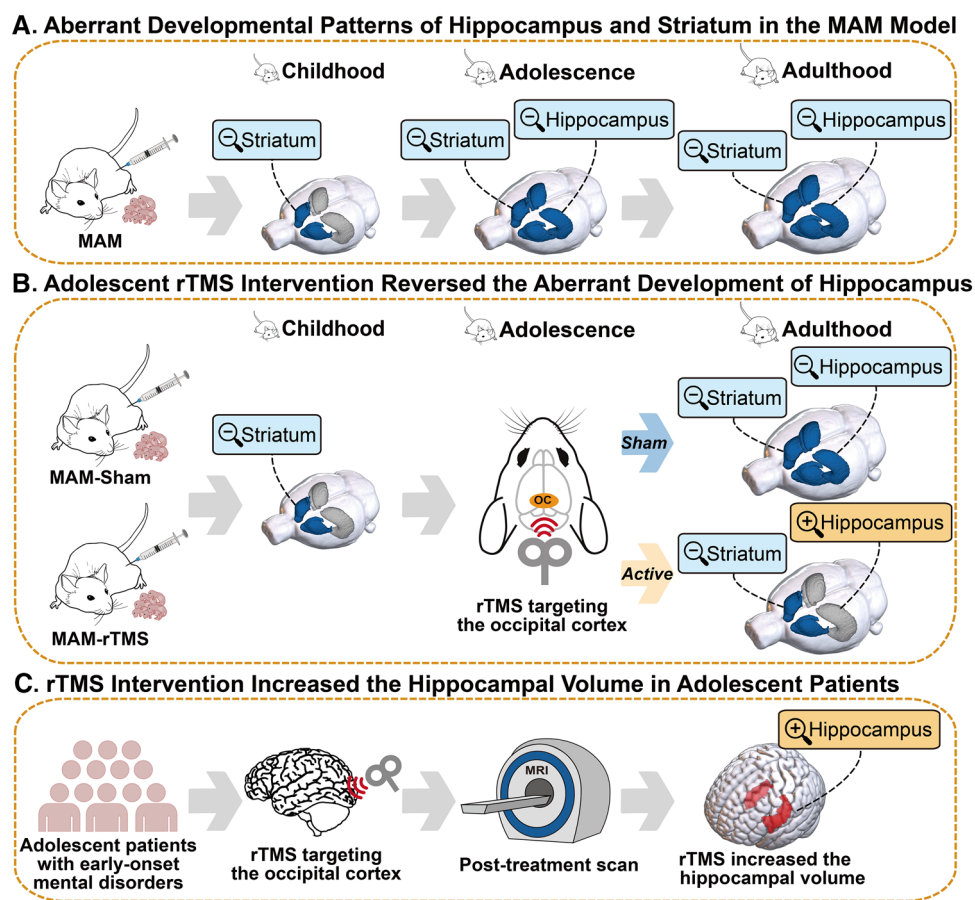 A. Aberrant Developmental Patterns of Hippocampus and Striatum in the MAM Model
Childhood
Adolescence
Adulthood
Striatum
Striatum
Hippocampus
Striatum
Hippocampus
MAM
B. Adolescent rTMS Intervention Reversed the Aberrant Development of Hippocampus
Childhood
Adolescence
Adulthood
MAM-Sham
MAM-rTMS
Striatum
OC
rTMS targeting
the occipital cortex
Sham
Striatum
Hippocampus
Active
Striatum
Hippocampus
C. rTMS Intervention Increased the Hippocampal Volume in Adolescent Patients
Adolescent patients
with early-onset
mental disorders
rTMS targeting
the occipital cortex
MRI
Post-treatment scan
Hippocampus
rTMS increased the
hippocampal volume